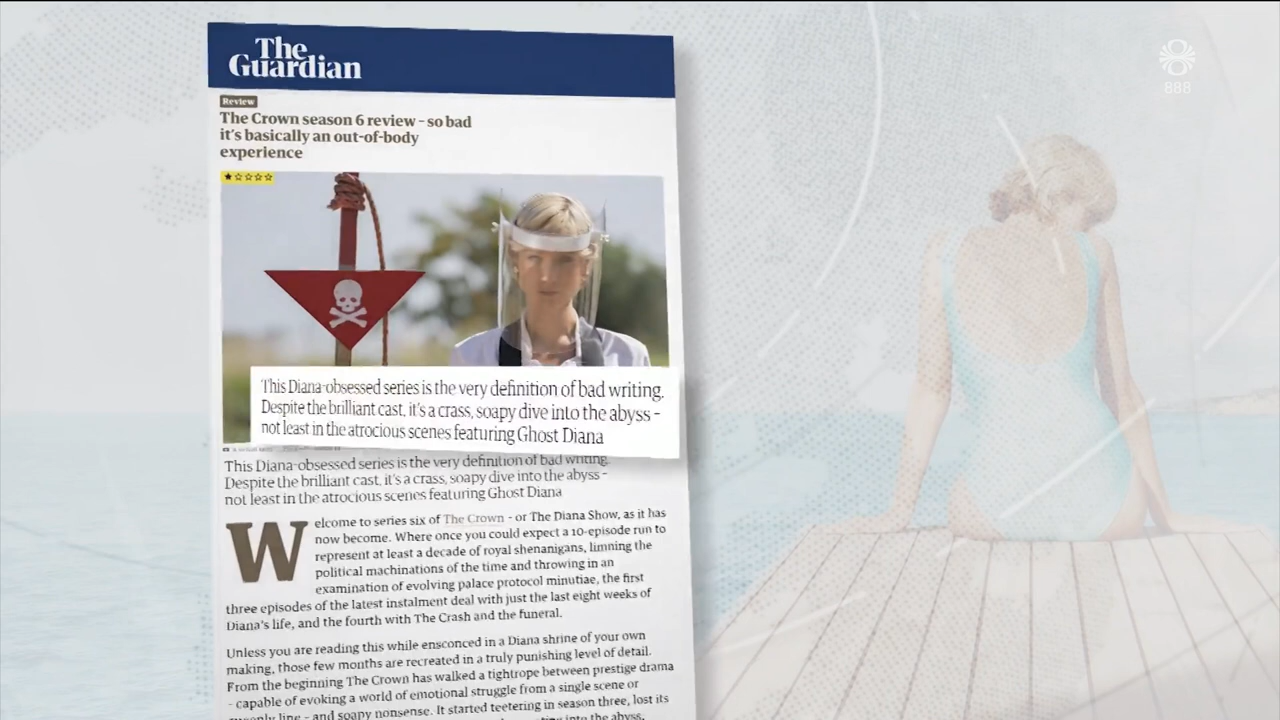 The
Guardian
888
Review
The Crown season 6 review – so bad
it's basically an out-of-body
experience
This Diana-obsessed series is the very definition of bad writing.
Despite the brilliant cast, it's a crass, soapy dive into the abyss –
not least in the atrocious scenes featuring Ghost Diana
This Diana-obsessed series is the very definition of bad writing.
Despite the brilliant cast, it's a crass, soapy dive into the abyss –
not least in the atrocious scenes featuring Ghost Diana
Welcome to series six of The Crown - or The Diana Show, as it has
now become. Where once you could expect a 10-episode run to
represent at least a decade of royal shenanigans, limning the
political machinations of the time and throwing in an
examination of evolving palace protocol minutiae, the first
three episodes of the latest instalment deal with just the last eight weeks of
Diana's life, and the fourth with The Crash and the funeral.
Unless you are reading this while ensconced in a Diana shrine of your own
making, those few months are recreated in a truly punishing level of detail.
From the beginning The Crown has walked a tightrope between prestige drama
- capable of evoking a world of emotional struggle from a single scene or
line – and soapy nonsense. It started teetering in season three, lost its
into the abyss,